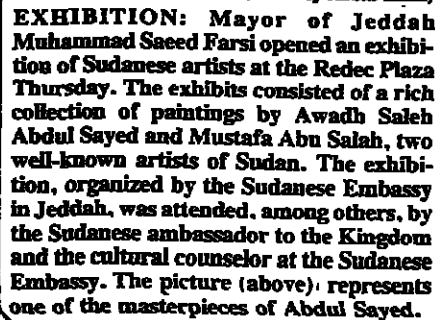 EXHIBITION: Mayor of Jeddah
Muhammad Saeed Farsi opened an exhibi-
tion of Sudanese artists at the Redec Plaza
Thursday. The exhibits consisted of a rich
collection of paintings by Awadh Saleh
Abdul Sayed and Mustafa Abu Salah, two
well-known artists of Sudan. The exhibi-
tion, organized by the Sudanese Embassy
in Jeddah, was attended, among others, by
the Sudanese ambassador to the Kingdom
and the cultural counselor at the Sudanese
Embassy. The picture (above) represents
one of the masterpieces of Abdul Sayed.